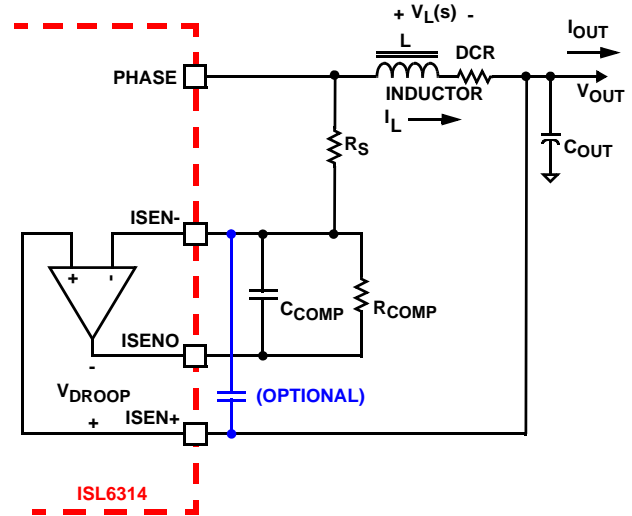 + VL(s) -
L
DCR
IOUT
PHASE
INDUCTOR
VOUT
IL
RS
COUT
ISEN-
+ -
CCOMP
RCOMP
ISENO
-
VDROOP
(OPTIONAL)
+
ISEN+
ISL6314